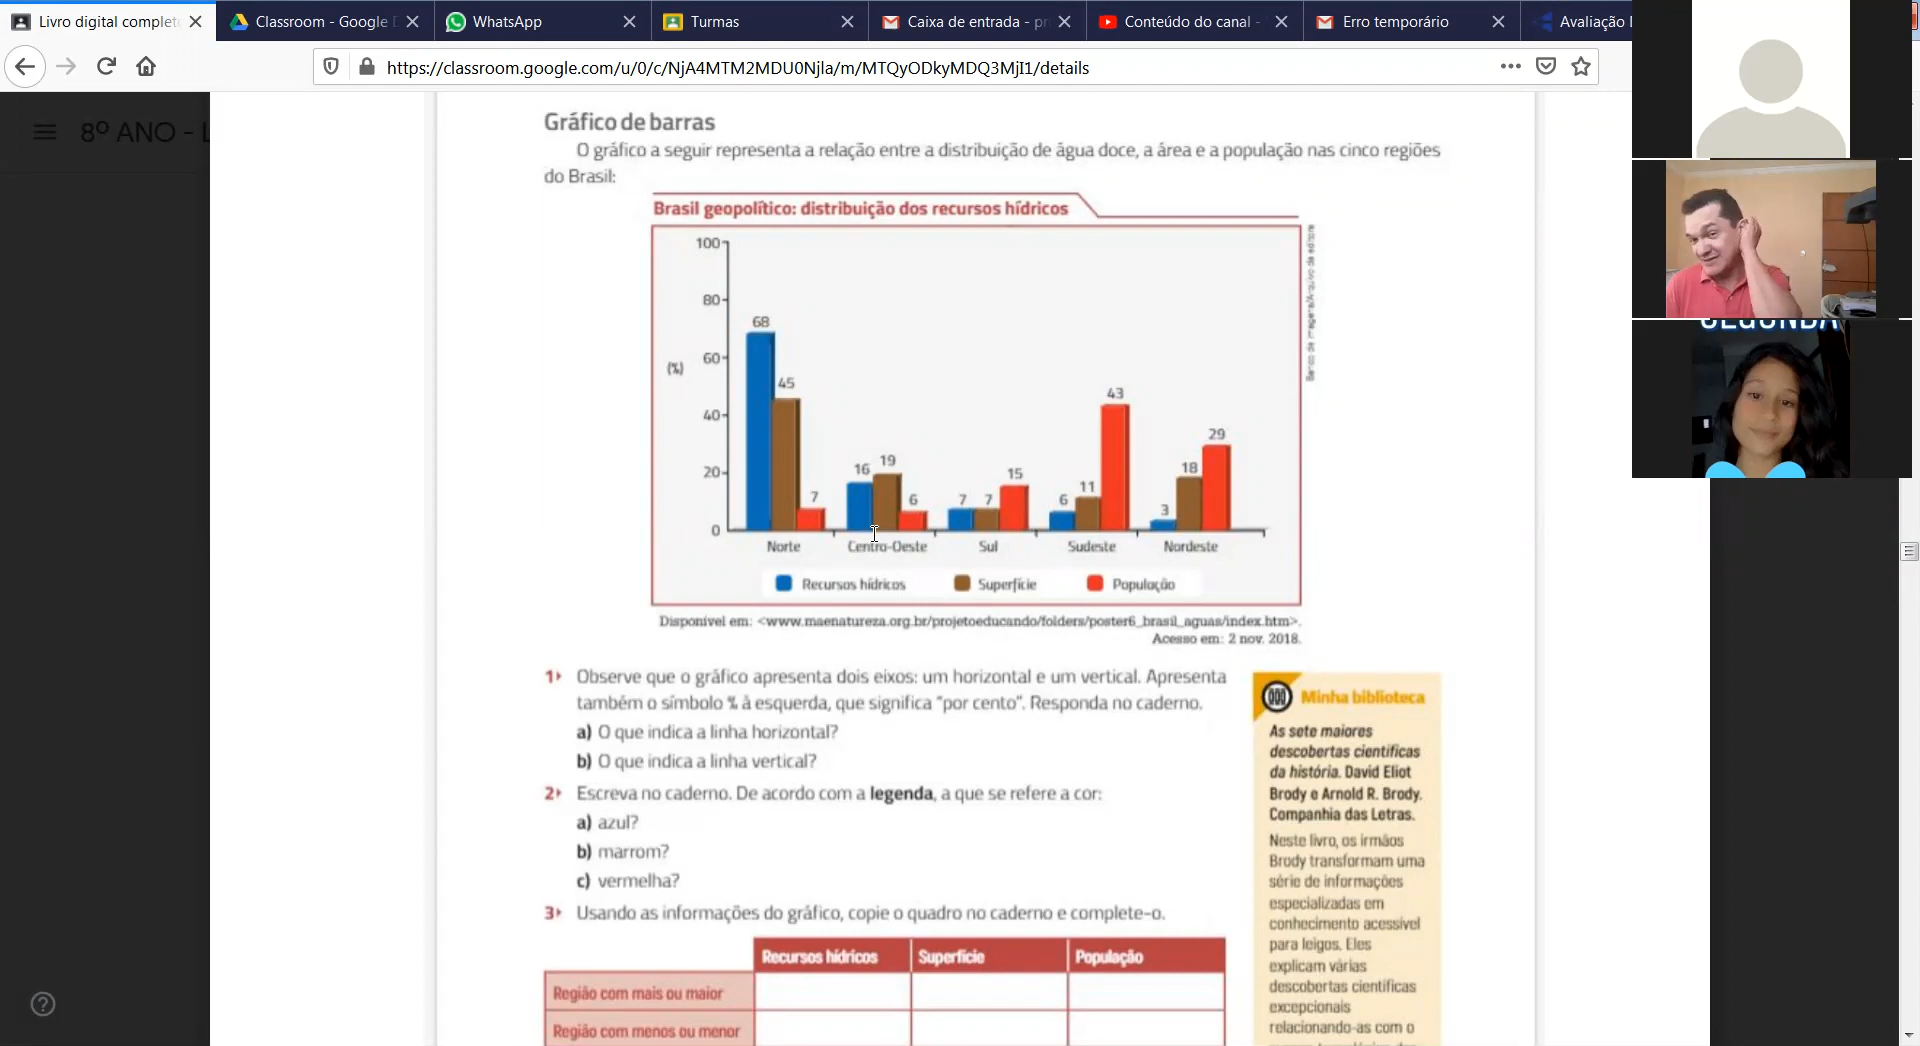 Livro digital complet
Classroom - Google D
WhatsApp
Turmas
Caixa de entrada - pr
Conteúdo do canal -
Erro temporário
Avaliação
https://classroom.google.com/u/0/c/NjA4MTM2MDU0Njla/m/MTQyODkyMDQ3MjI1/details
8º ANO - L
SEGUNDA
Gráfico de barras
O gráfico a seguir representa a relação entre a distribuição de água doce, a área e a população nas cinco regiões
do Brasil:
Brasil geopolítico: distribuição dos recursos hídricos
100
80
60
(%)
40
20
0
68
45
7
16
19
6
7
7
15
6
11
43
3
18
29
Norte
Centro-Oeste
Sul
Sudeste
Nordeste
Recursos hídricos
Superfície
População
Banco de imagens/Arquivo da editora
Disponível em: <www.maenatureza.org.br/projetoeducando/folders/poster6_brasil_aguas/index.htm>.
Acesso em: 2 nov. 2018.
1 Observe que o gráfico apresenta dois eixos: um horizontal e um vertical. Apresenta
também o símbolo % à esquerda, que significa "por cento". Responda no caderno.
a) O que indica a linha horizontal?
b) O que indica a linha vertical?
2 Escreva no caderno. De acordo com a legenda, a que se refere a cor:
a) azul?
b) marrom?
c) vermelha?
3 Usando as informações do gráfico, copie o quadro no caderno e complete-o.
Recursos hídricos
Superfície
População
Região com mais ou maior
Região com menos ou menor
Minha biblioteca
As sete maiores
descobertas científicas
da história. David Eliot
Brody e Arnold R. Brody.
Companhia das Letras.
Neste livro, os irmãos
Brody transformam uma
série de informações
especializadas em
conhecimento acessível
para leigos. Eles
explicam várias
descobertas científicas
excepcionais
relacionando-as com o